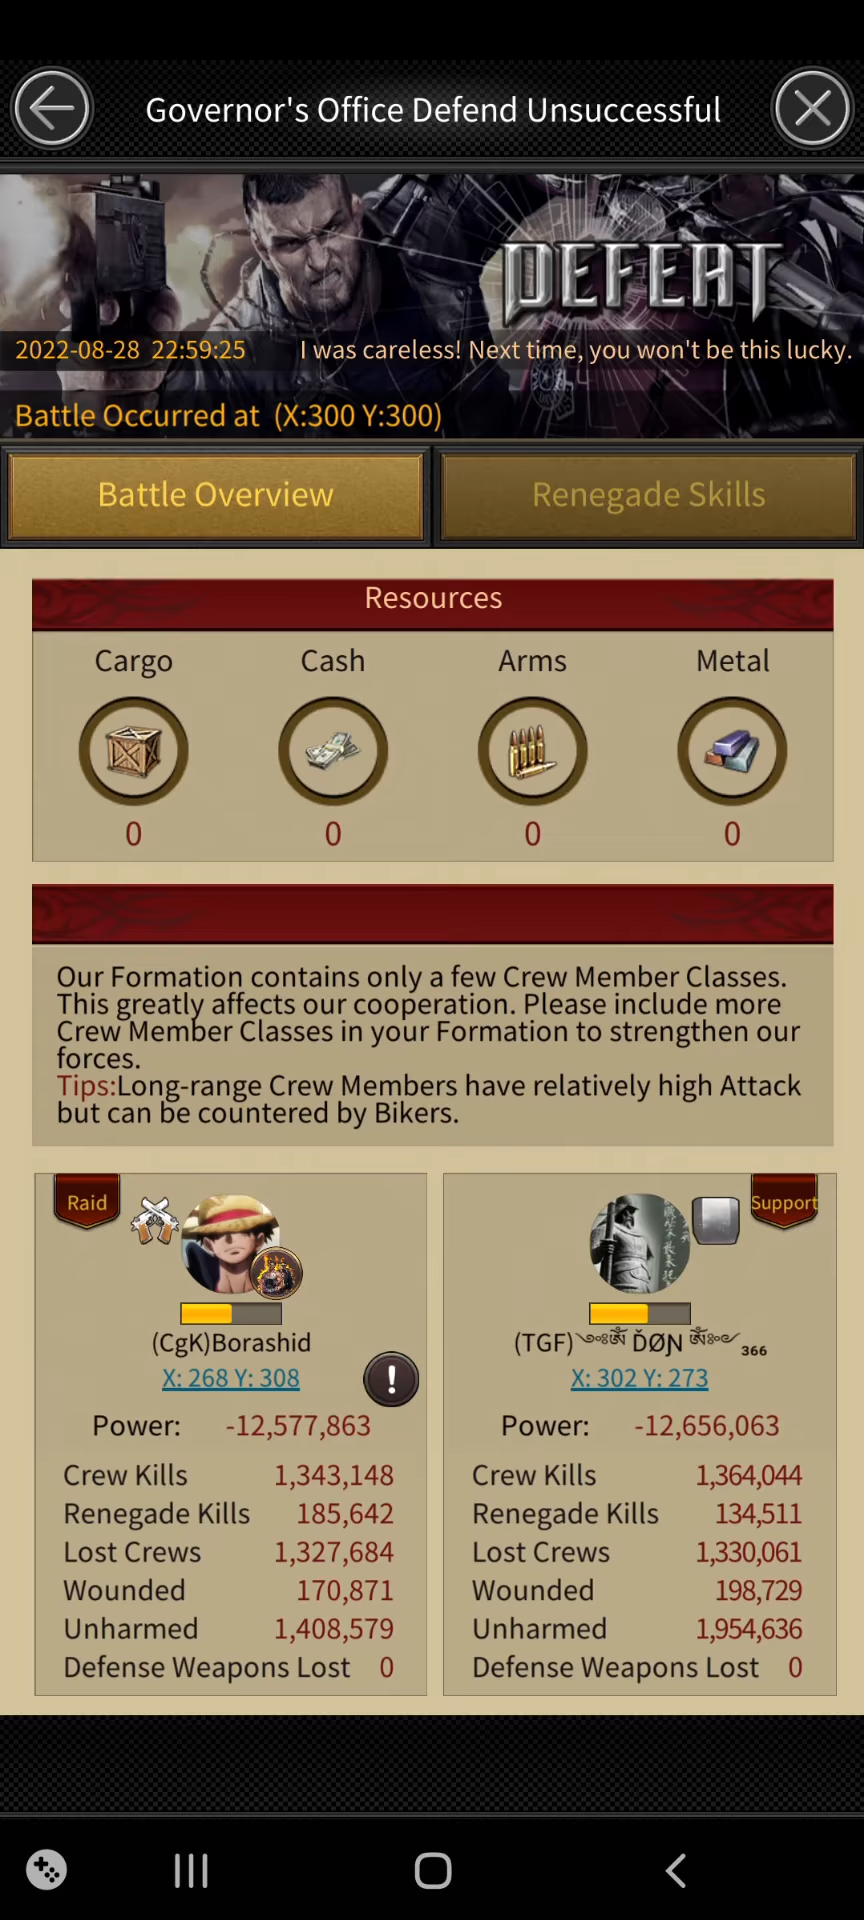 Governor's Office Defend Unsuccessful
DEFEAT
2022-08-28 22:59:25 I was careless! Next time, you won't be this lucky.
Battle Occurred at (X:300 Y:300)
Battle Overview Renegade Skills
Resources
Cargo Cash Arms Metal
0 0 0 0
Our Formation contains only a few Crew Member Classes.
This greatly affects our cooperation. Please include more
Crew Member Classes in your Formation to strengthen our
forces.
Tips:Long-range Crew Members have relatively high Attack
but can be countered by Bikers.
Raid
(CgK)Borashid
X: 268 Y: 308
Power: -12,577,863
Crew Kills 1,343,148
Renegade Kills 185,642
Lost Crews 1,327,684
Wounded 170,871
Unharmed 1,408,579
Defense Weapons Lost 0
Support
(TGF) ĎØƝ 366
X: 302 Y: 273
Power: -12,656,063
Crew Kills 1,364,044
Renegade Kills 134,511
Lost Crews 1,330,061
Wounded 198,729
Unharmed 1,954,636
Defense Weapons Lost 0